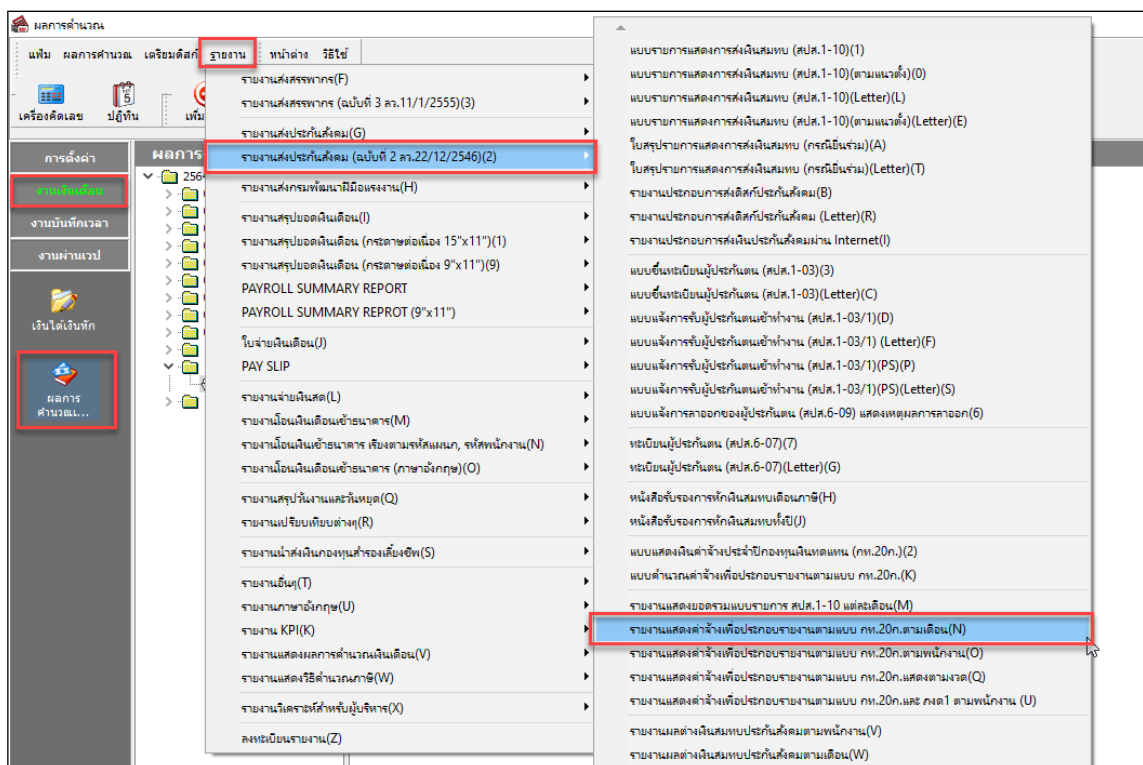 ผลการคำนวณ
แฟ้ม ผลการคำนวณ เตรียมดิสก์ รายงาน หน้าต่าง วิธีใช้
เครื่องคิดเลข ปฏิทิน เพิ่ม
การตั้งค่า
งานเงินเดือน
งานบันทึกเวลา
งานผ่านเวป
เงินได้เงินหัก
ผลการ
คำนวณเ...
ผลการ
256
รายงานส่งสรรพากร(F)
รายงานส่งสรรพากร (ฉบับที่ 3 ลว.11/1/2555)(3)
รายงานส่งประกันสังคม(G)
รายงานส่งประกันสังคม (ฉบับที่ 2 ลว.22/12/2546)(2)
รายงานส่งกรมพัฒนาฝีมือแรงงาน(H)
รายงานสรุปยอดเงินเดือน(I)
รายงานสรุปยอดเงินเดือน (กระดาษต่อเนื่อง 15"x11")(1)
รายงานสรุปยอดเงินเดือน (กระดาษต่อเนื่อง 9"x11")(9)
PAYROLL SUMMARY REPORT
PAYROLL SUMMARY REPROT (9"x11")
ใบจ่ายเงินเดือน(J)
PAY SLIP
รายงานจ่ายเงินสด(L)
รายงานโอนเงินเดือนเข้าธนาคาร(M)
รายงานโอนเงินเข้าธนาคาร เรียงตามรหัสแผนก, รหัสพนักงาน(N)
รายงานโอนเงินเดือนเข้าธนาคาร (ภาษาอังกฤษ)(O)
รายงานสรุปวันงานและวันหยุด(Q)
รายงานเปรียบเทียบต่างๆ(R)
รายงานนำส่งเงินกองทุนสำรองเลี้ยงชีพ(S)
รายงานอื่นๆ(T)
รายงานภาษาอังกฤษ(U)
รายงาน KPI(K)
รายงานแสดงผลการคำนวณเงินเดือน(V)
รายงานแสดงวิธีคำนวณภาษี(W)
รายงานวิเคราะห์สำหรับผู้บริหาร(X)
ลงทะเบียนรายงาน(Z)
แบบรายการแสดงการส่งเงินสมทบ (สปส.1-10)(1)
แบบรายการแสดงการส่งเงินสมทบ (สปส.1-10)(ตามแนวตั้ง)(0)
แบบรายการแสดงการส่งเงินสมทบ (สปส.1-10)(Letter)(L)
แบบรายการแสดงการส่งเงินสมทบ (สปส.1-10)(ตามแนวตั้ง)(Letter)(E)
ใบสรุปรายการแสดงการส่งเงินสมทบ (กรณียื่นร่วม)(A)
ใบสรุปรายการแสดงการส่งเงินสมทบ (กรณียื่นร่วม)(Letter)(T)
รายงานประกอบการส่งดิสก์ประกันสังคม(B)
รายงานประกอบการส่งดิสก์ประกันสังคม (Letter)(R)
รายงานประกอบการส่งเงินประกันสังคมผ่าน Internet(I)
แบบขึ้นทะเบียนผู้ประกันตน (สปส.1-03)(3)
แบบขึ้นทะเบียนผู้ประกันตน (สปส.1-03)(Letter)(C)
แบบแจ้งการรับผู้ประกันตนเข้าทำงาน (สปส.1-03/1)(D)
แบบแจ้งการรับผู้ประกันตนเข้าทำงาน (สปส.1-03/1) (Letter)(F)
แบบแจ้งการรับผู้ประกันตนเข้าทำงาน (สปส.1-03/1)(PS)(P)
แบบแจ้งการรับผู้ประกันตนเข้าทำงาน (สปส.1-03/1)(PS)(Letter)(S)
แบบแจ้งการลาออกของผู้ประกันตน (สปส.6-09) แสดงเหตุผลการลาออก(6)
ทะเบียนผู้ประกันตน (สปส.6-07)(7)
ทะเบียนผู้ประกันตน (สปส.6-07)(Letter)(G)
หนังสือรับรองการหักเงินสมทบเดือนภาษี(H)
หนังสือรับรองการหักเงินสมทบทั้งปี(J)
แบบแสดงเงินค่าจ้างประจำปีกองทุนเงินทดแทน (กท.20ก.)(2)
แบบคำนวณค่าจ้างเพื่อประกอบรายงานตามแบบ กท.20ก.(K)
รายงานแสดงยอดรวมแบบรายการ สปส.1-10 แต่ละเดือน(M)
รายงานแสดงค่าจ้างเพื่อประกอบรายงานตามแบบ กท.20ก.ตามเดือน(N)
รายงานแสดงค่าจ้างเพื่อประกอบรายงานตามแบบ กท.20ก.ตามพนักงาน(O)
รายงานแสดงค่าจ้างเพื่อประกอบรายงานตามแบบ กท.20ก.แสดงตามงวด(Q)
รายงานแสดงค่าจ้างเพื่อประกอบรายงานตามแบบ กท.20ก.และ ภงด1 ตามพนักงาน (U)
รายงานผลต่างเงินสมทบประกันสังคมตามพนักงาน(V)
รายงานผลต่างเงินสมทบประกันสังคมตามเดือน(W)